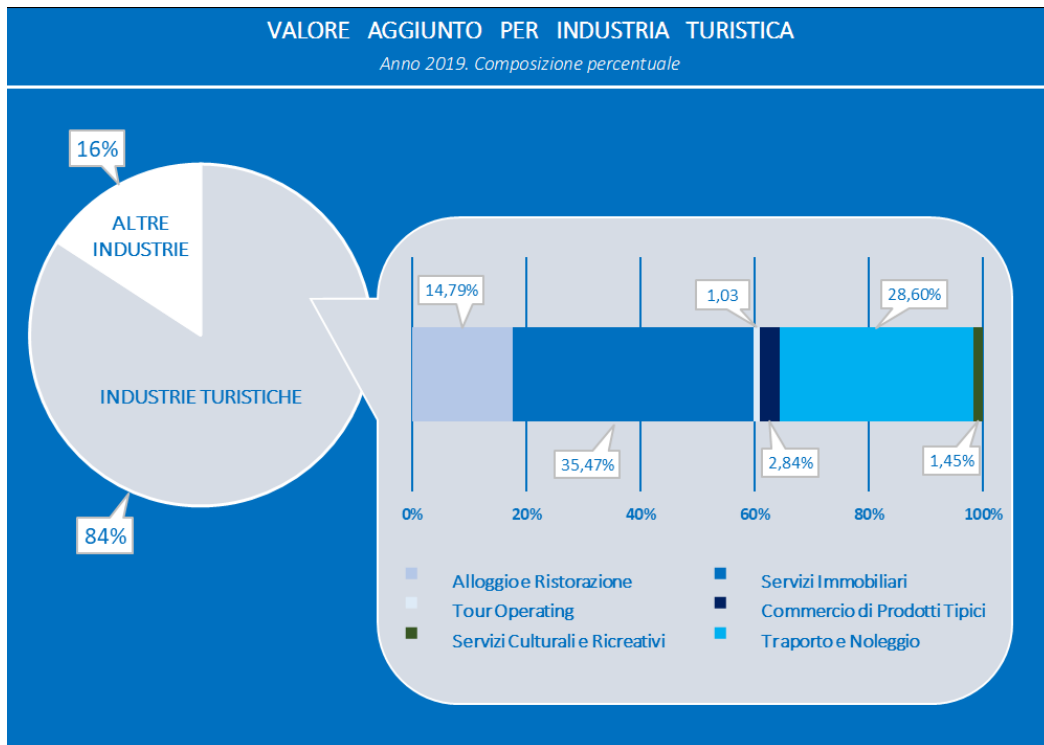 VALORE AGGIUNTO PER INDUSTRIA TURISTICA
Anno 2019. Composizione percentuale
16%
ALTRE
INDUSTRIE
INDUSTRIE TURISTICHE
84%
14,79%
1,03
28,60%
35,47%
2,84%
1,45%
0%
20%
40%
60%
80%
100%
Alloggio e Ristorazione
Servizi Immobiliari
Tour Operating
Commercio di Prodotti Tipici
Servizi Culturali e Ricreativi
Traporto e Noleggio